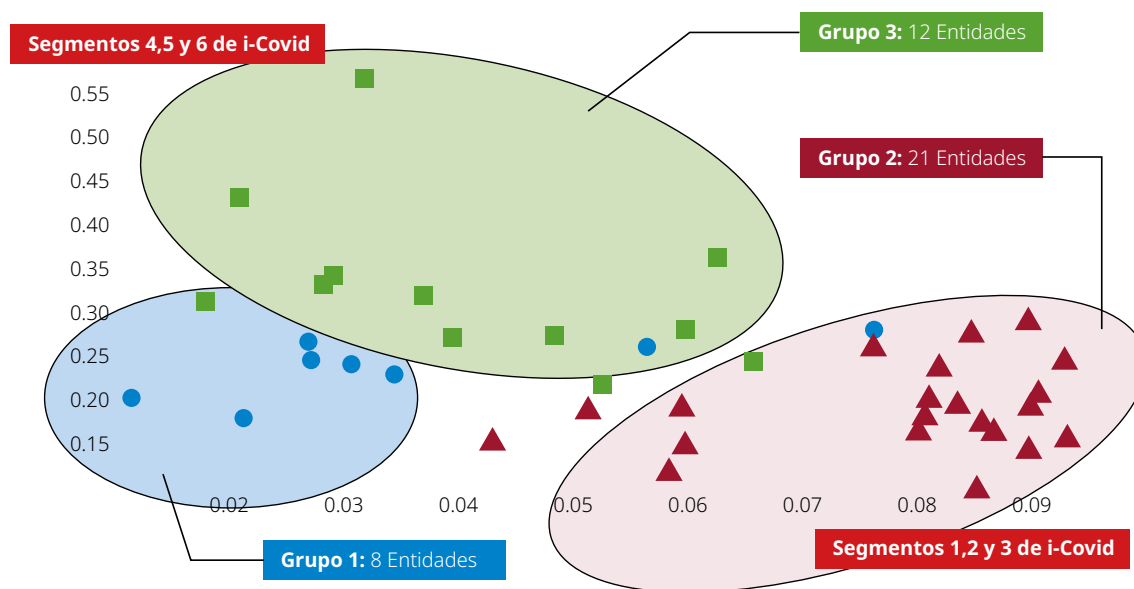 Segmentos 4,5 y 6 de i-Covid
Grupo 3: 12 Entidades
Grupo 2: 21 Entidades
0.55
0.50
0.45
0.40
0.35
0.30
0.25
0.20
0.15
0.02 0.03 0.04 0.05 0.06 0.07 0.08 0.09
Segmentos 1,2 y 3 de i-Covid
Grupo 1: 8 Entidades